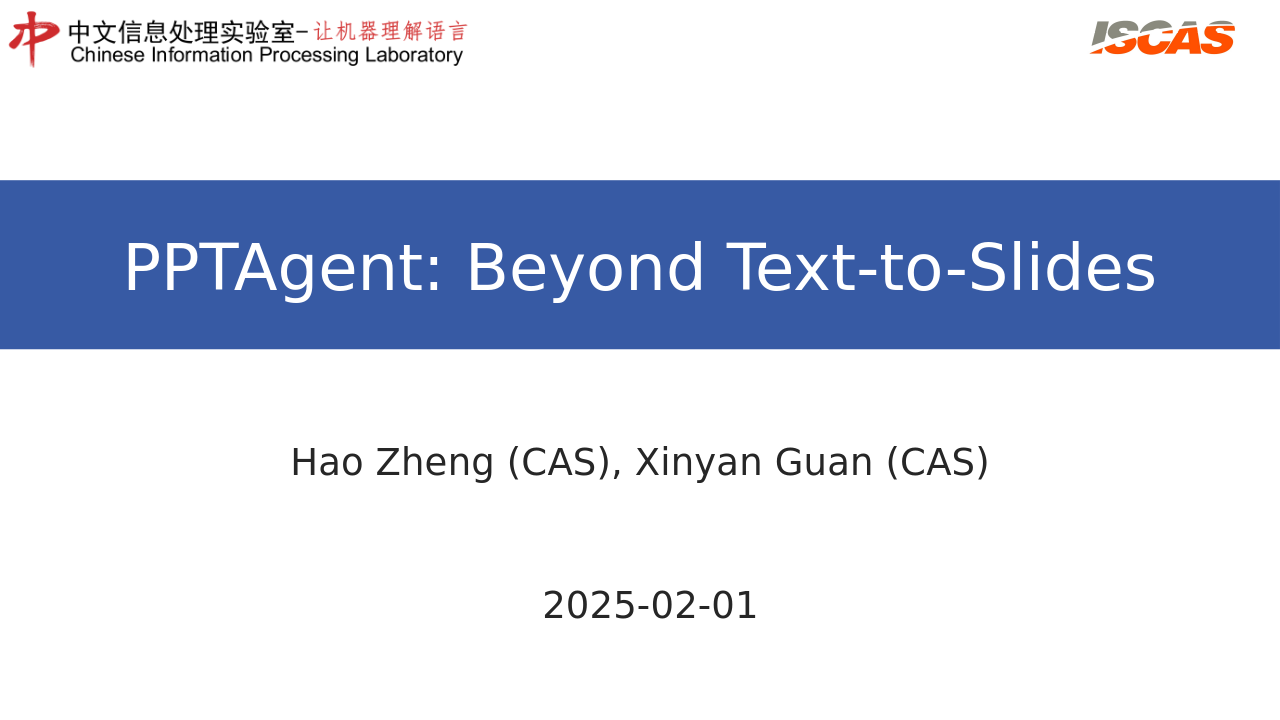 中文信息处理实验室-让机器理解语言
Chinese Information Processing Laboratory
ISCAS
PPTAgent: Beyond Text-to-Slides
Hao Zheng (CAS), Xinyan Guan (CAS)
2025-02-01